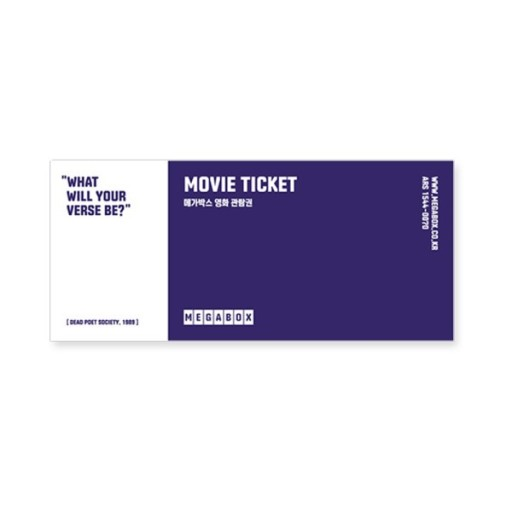 "WHAT
WILL YOUR
VERSE BE?"
[ DEAD POET SOCIETY, 1989 ]
MOVIE TICKET
메가박스 영화 관람권
MEGABOX
WWW.MEGABOX.CO.KR
ARS 1544-0070